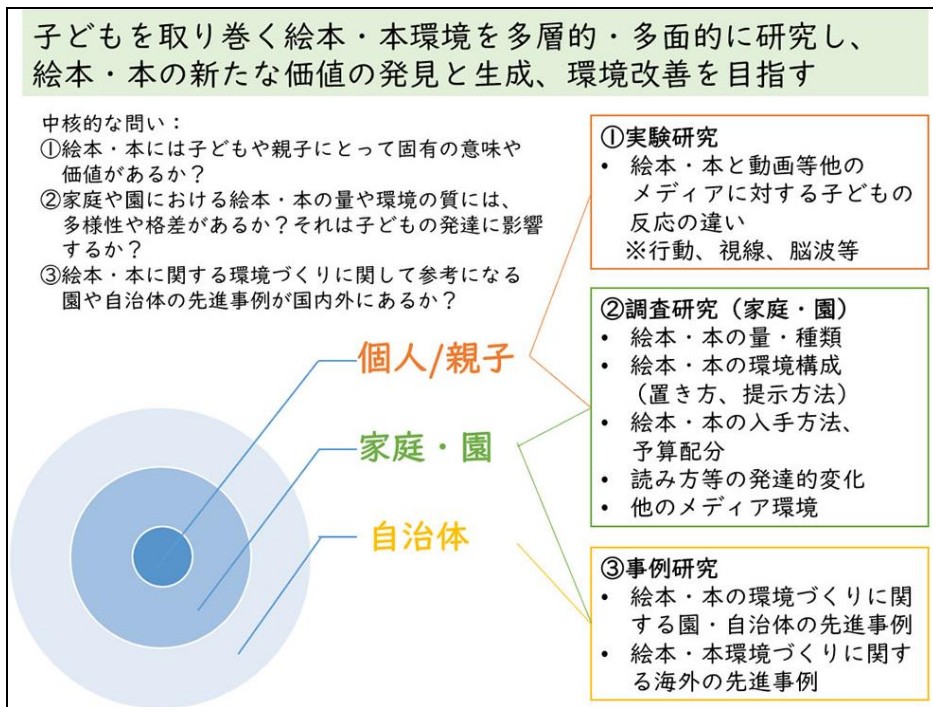 子どもを取り巻く絵本・本環境を多層的・多面的に研究し、
絵本・本の新たな価値の発見と生成、環境改善を目指す
中核的な問い：
①絵本・本には子どもや親子にとって固有の意味や
価値があるか？
②家庭や園における絵本・本の量や環境の質には、
多様性や格差があるか？それは子どもの発達に影響
するか？
③絵本・本に関する環境づくりに関して参考になる
園や自治体の先進事例が国内外にあるか？
個人/親子
家庭・園
自治体
①実験研究
• 絵本・本と動画等他の
メディアに対する子どもの
反応の違い
※行動、視線、脳波等
②調査研究（家庭・園）
• 絵本・本の量・種類
• 絵本・本の環境構成
（置き方、提示方法）
• 絵本・本の入手方法、
予算配分
• 読み方等の発達的変化
• 他のメディア環境
③事例研究
• 絵本・本の環境づくりに関
する園・自治体の先進事例
• 絵本・本環境づくりに関す
る海外の先進事例